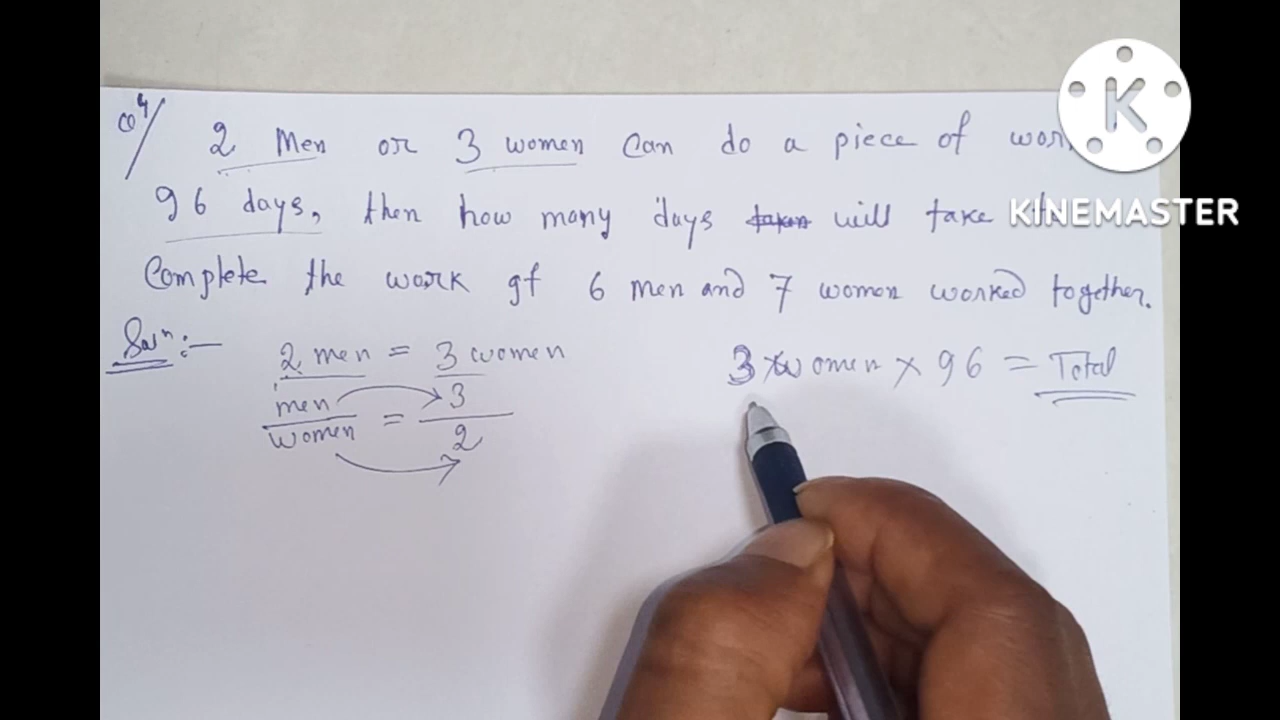 2 Men or 3 women Can do a piece of wor
96 days, then how many days taken will take
Complete the work If 6 men and 7 women worked together.
Sol^n :-
2 men = 3 women
men / women = 3 / 2
3 × women × 96 = Total
K
KINEMASTER